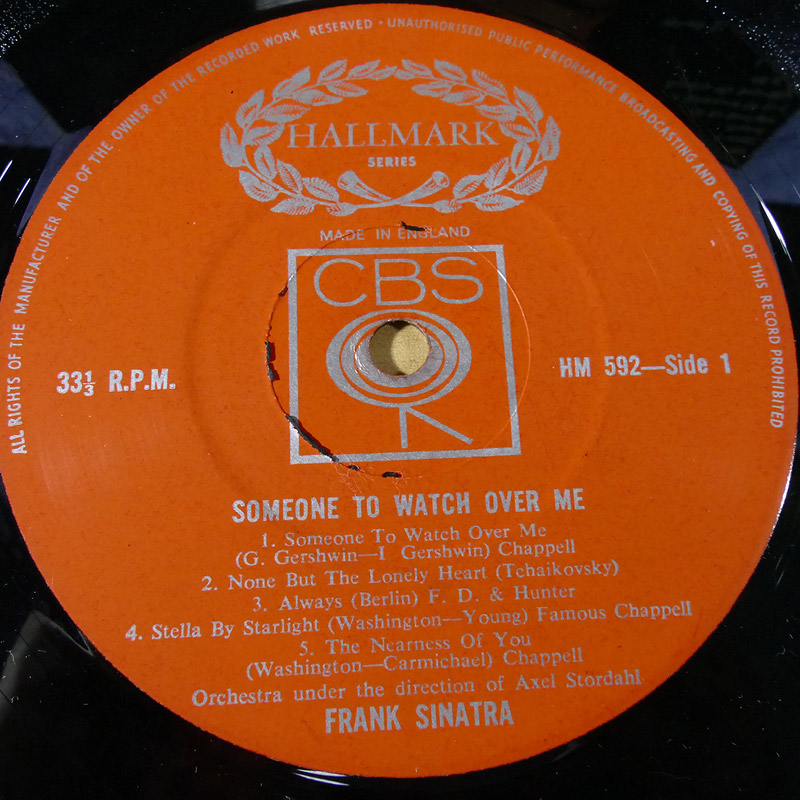 ALL RIGHTS OF THE MANUFACTURER AND OF THE OWNER OF THE RECORDED WORK RESERVED · UNAUTHORISED PUBLIC PERFORMANCE BROADCASTING AND COPYING OF THIS RECORD PROHIBITED
HALLMARK
SERIES
MADE IN ENGLAND
CBS
33⅓ R.P.M.
HM 592—Side 1
SOMEONE TO WATCH OVER ME
1. Someone To Watch Over Me
(G. Gershwin—I Gershwin) Chappell
2. None But The Lonely Heart (Tchaikovsky)
3. Always (Berlin) F. D. & Hunter
4. Stella By Starlight (Washington—Young) Famous Chappell
5. The Nearness Of You
(Washington—Carmichael) Chappell
Orchestra under the direction of Axel Stordahl
FRANK SINATRA